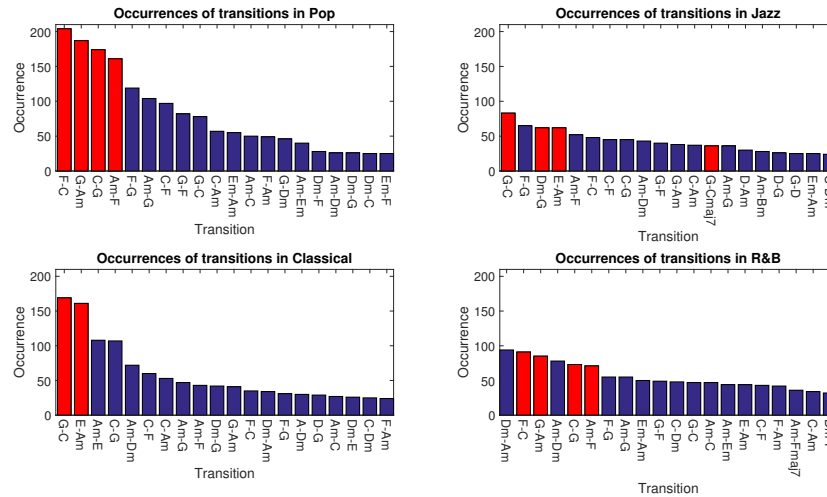 Occurrences of transitions in Pop
Occurrence
200
150
100
50
0
F-C
G-Am
C-G
Am-F
F-G
Am-G
C-F
G-F
G-C
C-Am
Em-Am
Am-C
F-Am
G-Dm
Am-Em
Dm-F
Am-Dm
Dm-G
Dm-C
Em-F
Transition
Occurrences of transitions in Jazz
Occurrence
200
150
100
50
0
G-C
F-G
Dm-G
E-Am
Am-F
F-C
C-F
C-G
Am-Dm
G-F
G-Am
C-Am
G-Cmaj7
Am-G
D-Am
Am-Bm
D-G
G-D
Em-Am
Transition
Occurrences of transitions in Classical
Occurrence
200
150
100
50
0
G-C
E-Am
Am-E
C-G
Am-Dm
C-F
C-Am
Am-G
Am-F
Dm-G
G-Am
F-C
Dm-Am
F-G
A-Dm
D-G
Am-C
Dm-E
C-Dm
F-Am
Transition
Occurrences of transitions in R&B
Occurrence
200
150
100
50
0
Dm-Am
F-C
G-Am
Am-Dm
C-G
Am-F
F-G
Am-G
Em-Am
G-F
C-Dm
G-C
Am-C
Am-Em
E-Am
C-F
F-Am
Am-Fmaj7
C-Am
Transition